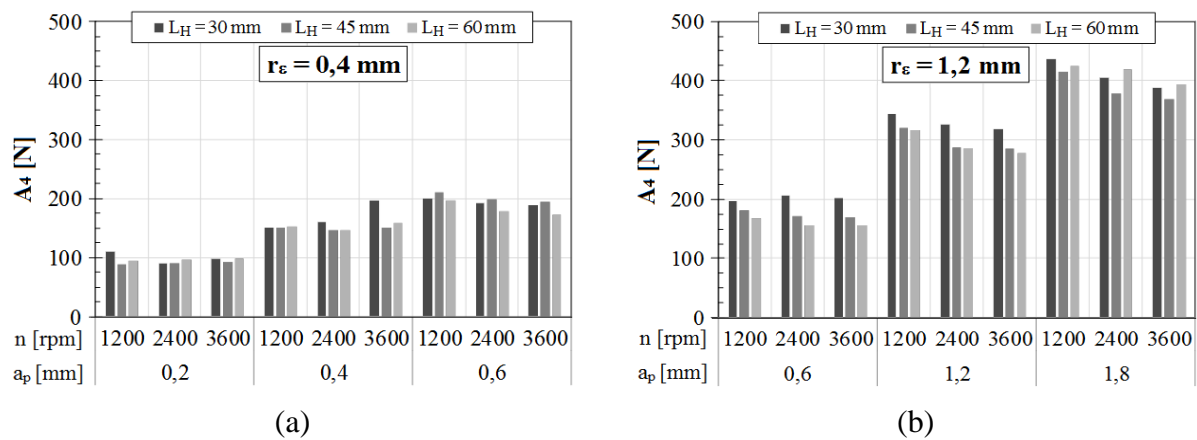 500
400
300
200
100
0
A₄ [N]
L_H = 30 mm L_H = 45 mm L_H = 60 mm
r_ε = 0,4 mm
n [rpm] 1200 2400 3600 1200 2400 3600 1200 2400 3600
a_p [mm] 0,2 0,4 0,6
(a)
500
400
300
200
100
0
A₄ [N]
L_H = 30 mm L_H = 45 mm L_H = 60 mm
r_ε = 1,2 mm
n [rpm] 1200 2400 3600 1200 2400 3600 1200 2400 3600
a_p [mm] 0,6 1,2 1,8
(b)